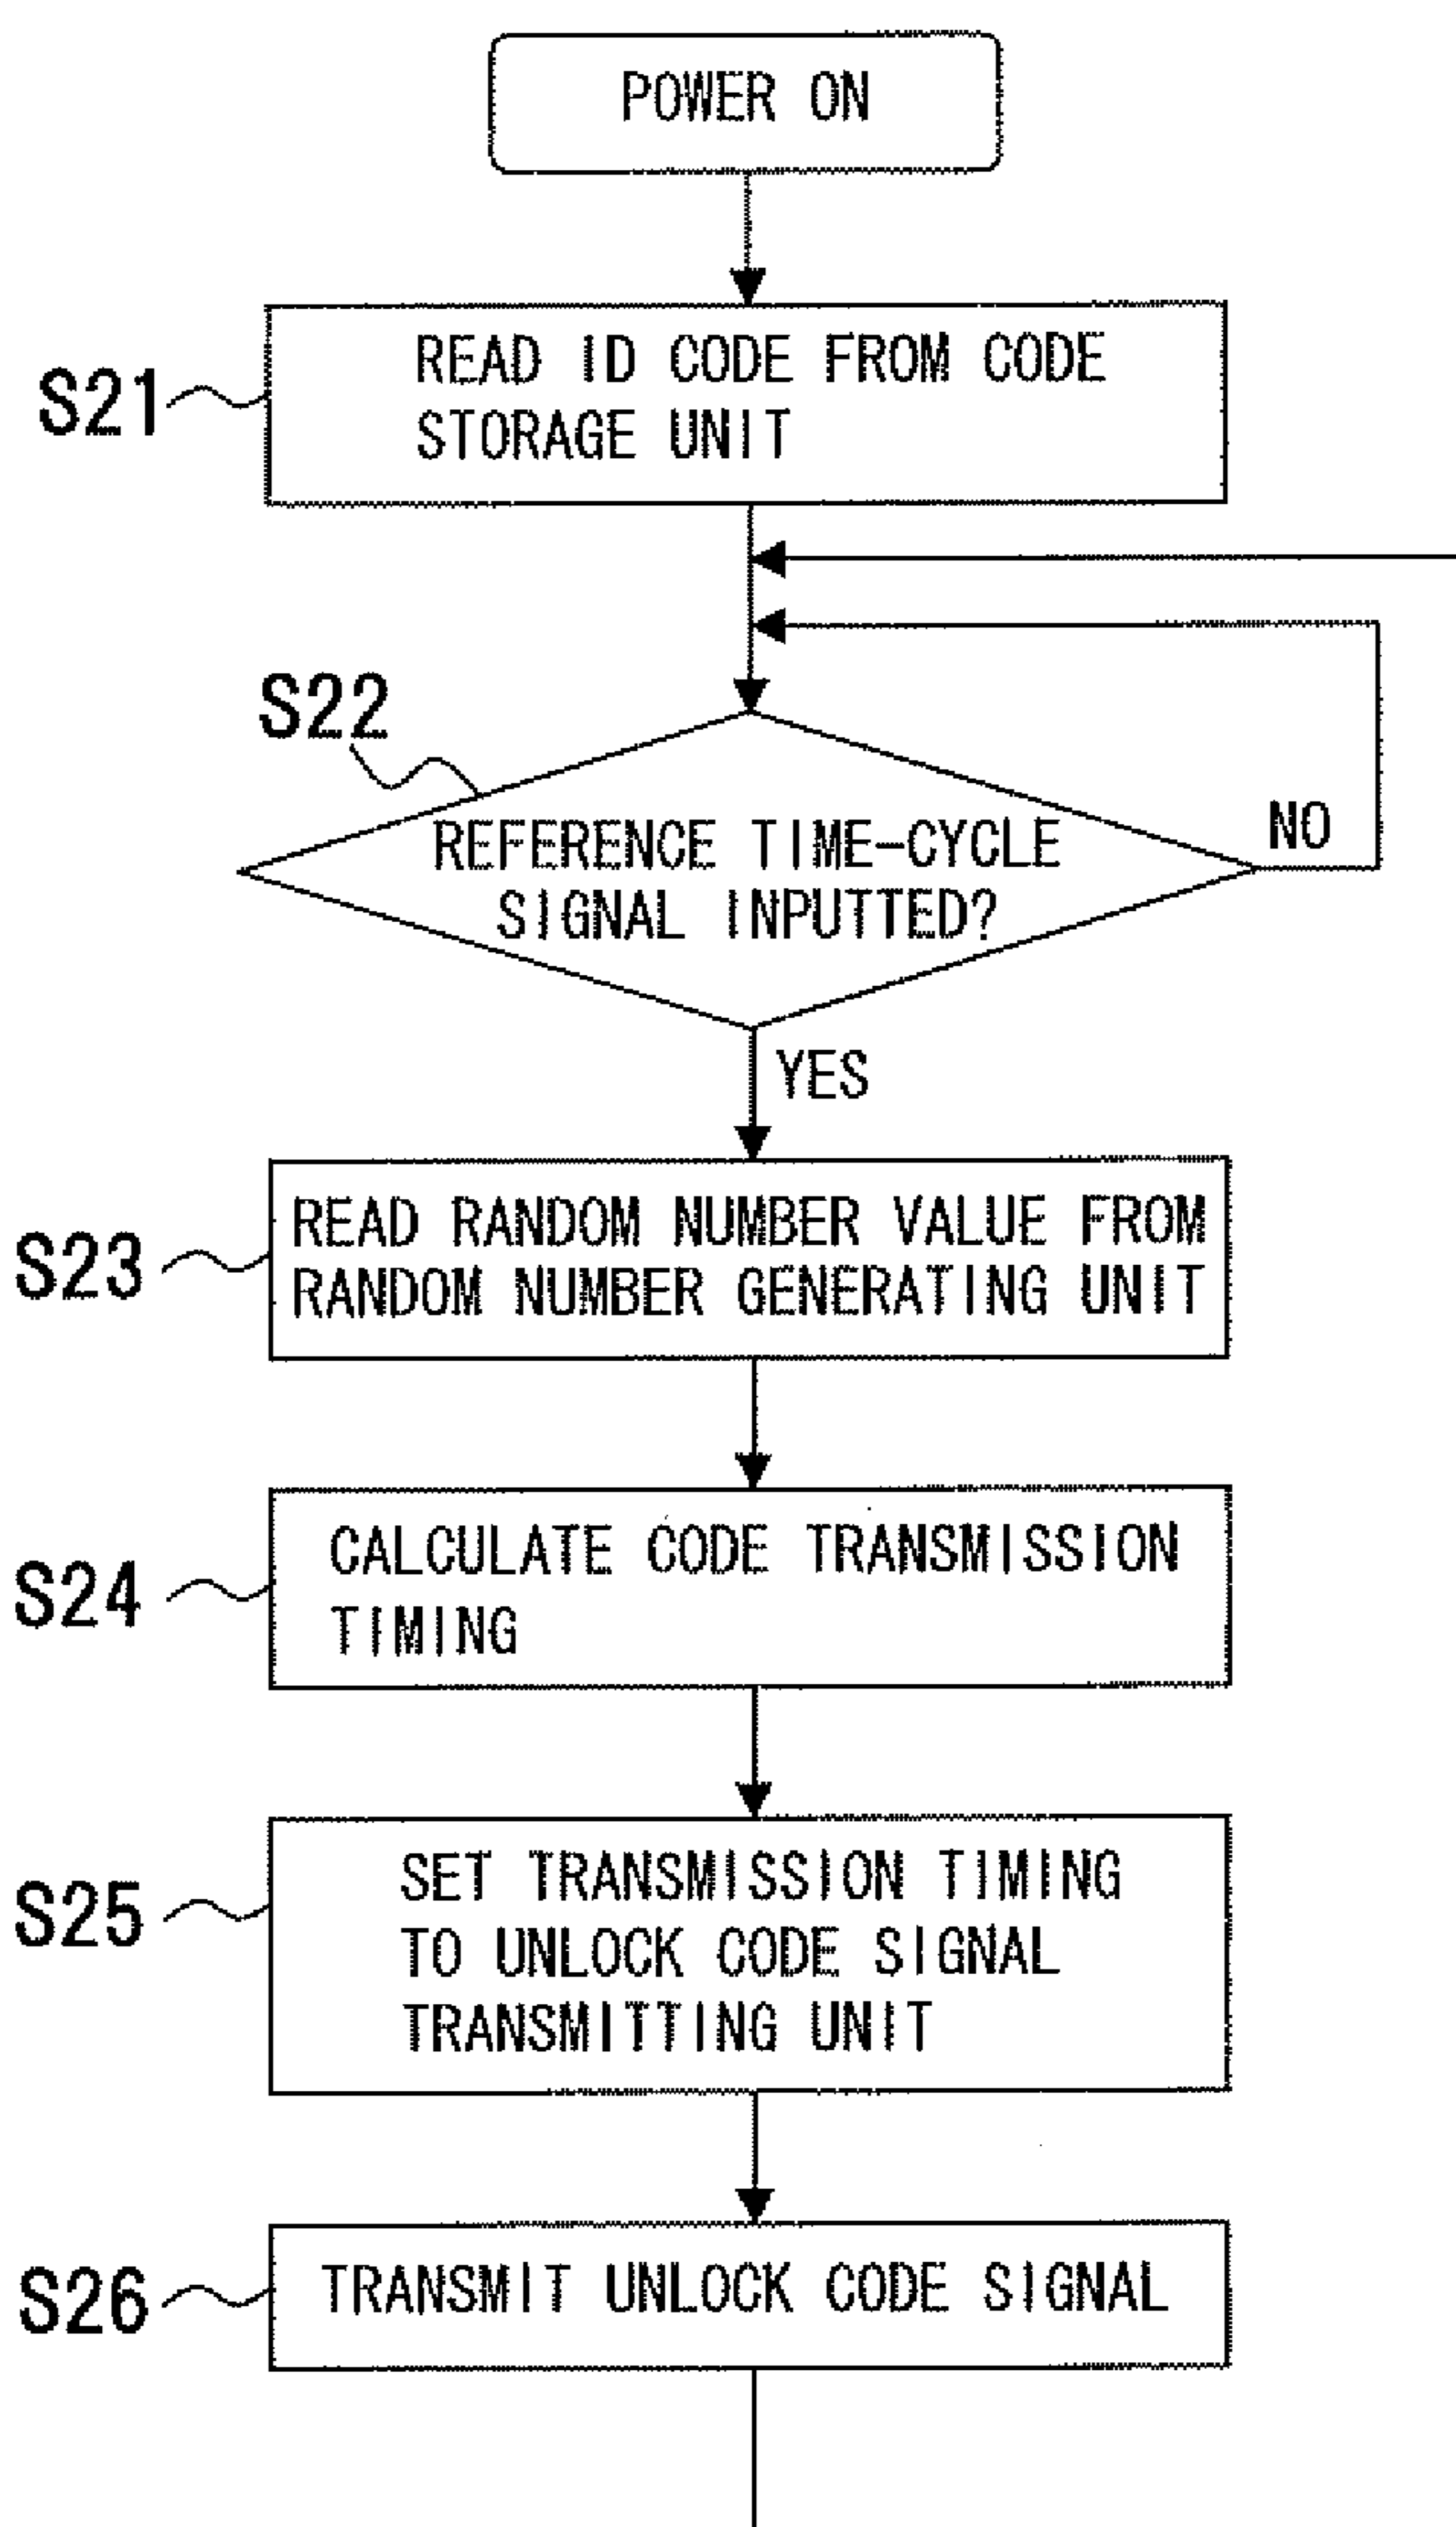 POWER ON
S21
READ ID CODE FROM CODE
STORAGE UNIT
S22
REFERENCE TIME-CYCLE
SIGNAL INPUTTED?
NO
YES
S23
READ RANDOM NUMBER VALUE FROM
RANDOM NUMBER GENERATING UNIT
S24
CALCULATE CODE TRANSMISSION
TIMING
S25
SET TRANSMISSION TIMING
TO UNLOCK CODE SIGNAL
TRANSMITTING UNIT
S26
TRANSMIT UNLOCK CODE SIGNAL